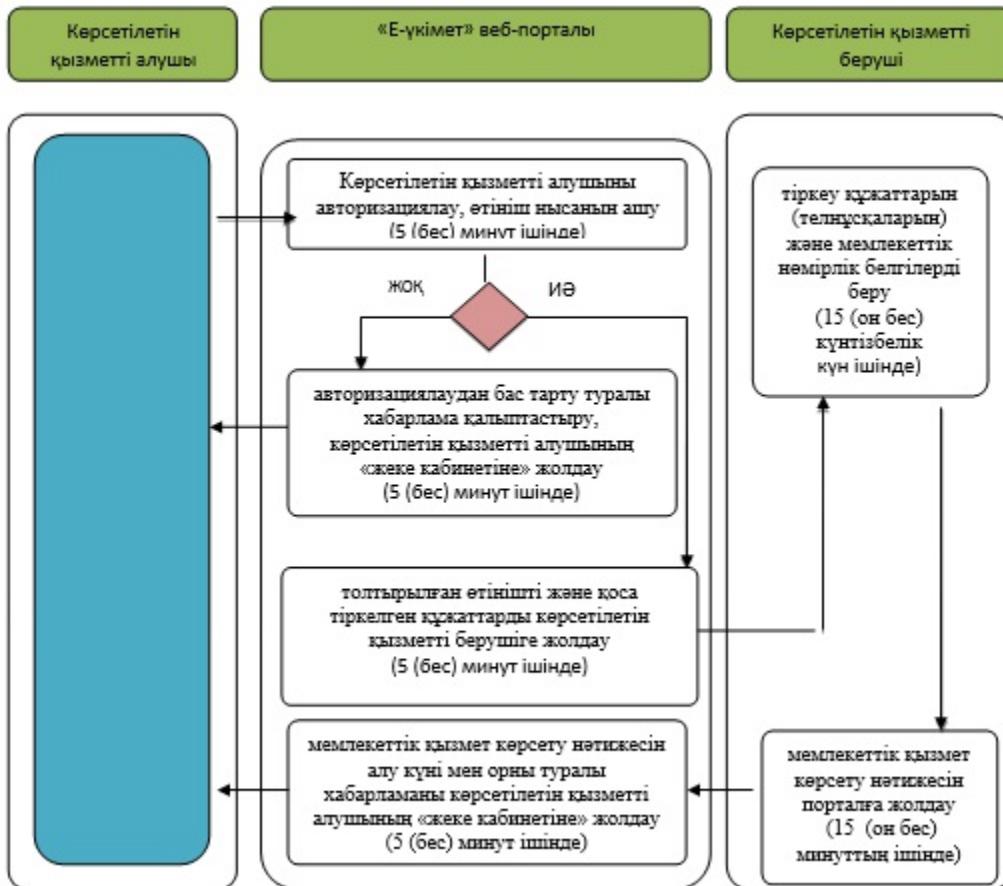 Көрсетілетін
қызметті алушы
«Е-үкімет» веб-порталы
Көрсетілетін қызметті
беруші
Көрсетілетін қызметті алушыны
авторизациялау, өтініш нысанын ашу
(5 (бес) минут ішінде)
жоқ
иә
авторизациялаудан бас тарту туралы
хабарлама қалыптастыру,
көрсетілетін қызметті алушының
«жеке кабинетіне» жолдау
(5 (бес) минут ішінде)
толтырылған өтінішті және қоса
тіркелген құжаттарды көрсетілетін
қызметті берушіге жолдау
(5 (бес) минут ішінде)
мемлекеттік қызмет көрсету нәтижесін
алу күні мен орны туралы
хабарламаны көрсетілетін қызметті
алушының «жеке кабинетіне» жолдау
(5 (бес) минут ішінде)
тіркеу құжаттарын
(телнұсқаларын)
және мемлекеттік
нөмірлік белгілерді
беру
(15 (он бес)
күнтізбелік
күн ішінде)
мемлекеттік қызмет
көрсету нәтижесін
порталға жолдау
(15 (он бес)
минуттың ішінде)